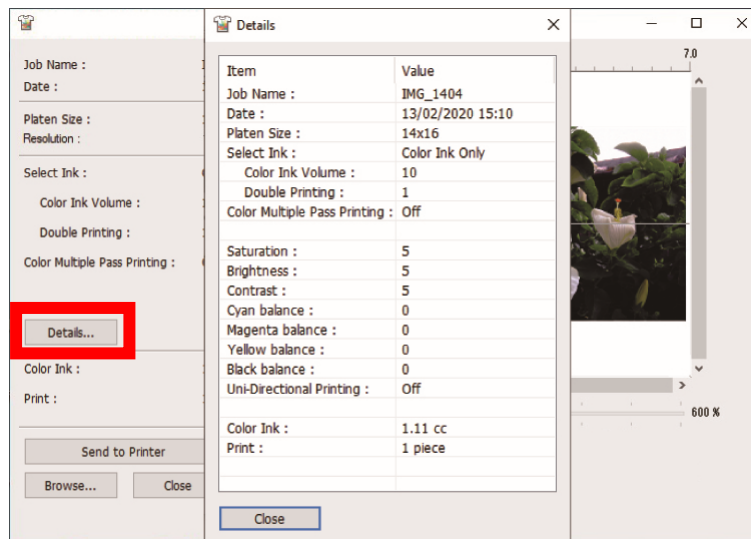 Details
7.0
Job Name :
Date :
Platen Size :
Resolution :
Select Ink :
Color Ink Volume :
Double Printing :
Color Multiple Pass Printing :
Details...
Color Ink :
Print :
Send to Printer
Browse... Close
Item Value
Job Name : IMG_1404
Date : 13/02/2020 15:10
Platen Size : 14x16
Select Ink : Color Ink Only
Color Ink Volume : 10
Double Printing : 1
Color Multiple Pass Printing : Off
Saturation : 5
Brightness : 5
Contrast : 5
Cyan balance : 0
Magenta balance : 0
Yellow balance : 0
Black balance : 0
Uni-Directional Printing : Off
Color Ink : 1.11 cc
Print : 1 piece
Close
600 %